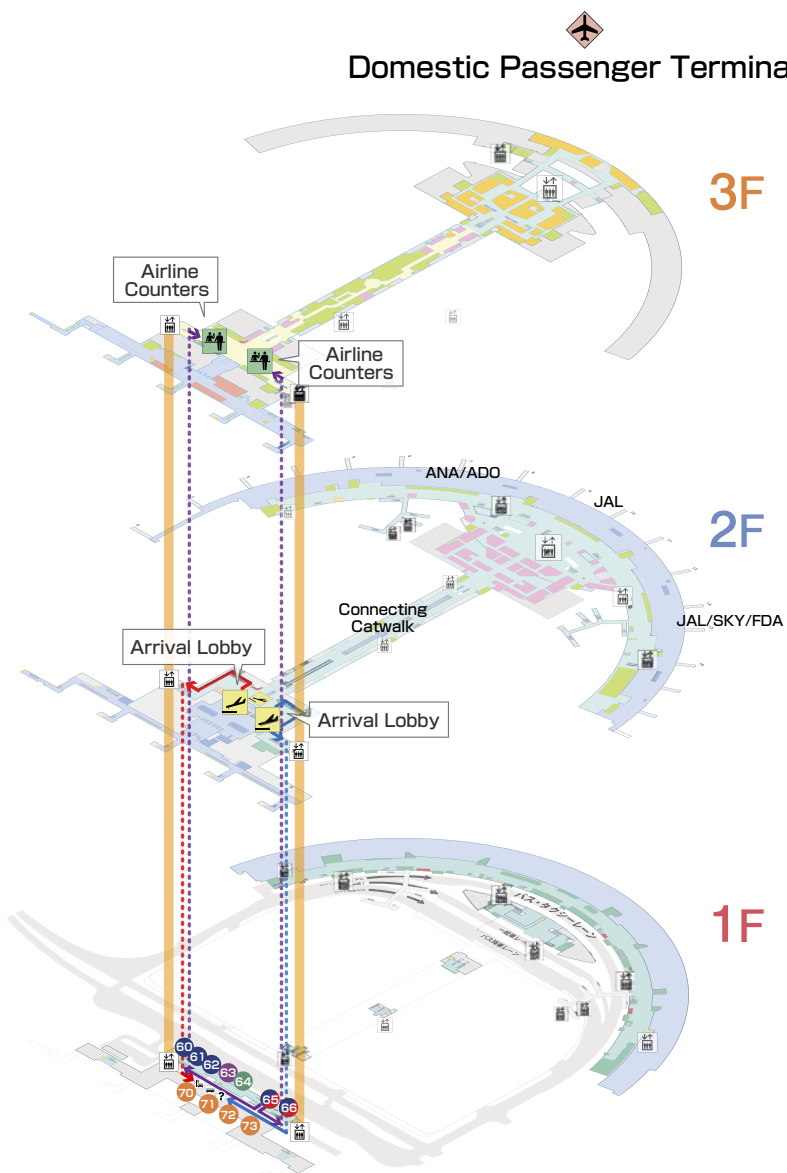 Domestic Passenger Termina
3F
Airline
Counters
Airline
Counters
ANA/ADO
JAL
2F
JAL/SKY/FDA
Connecting
Catwalk
Arrival Lobby
Arrival Lobby
1F
バス・タクシーレーン
60
61
62
63
64
65
66
70
71
?
72
73